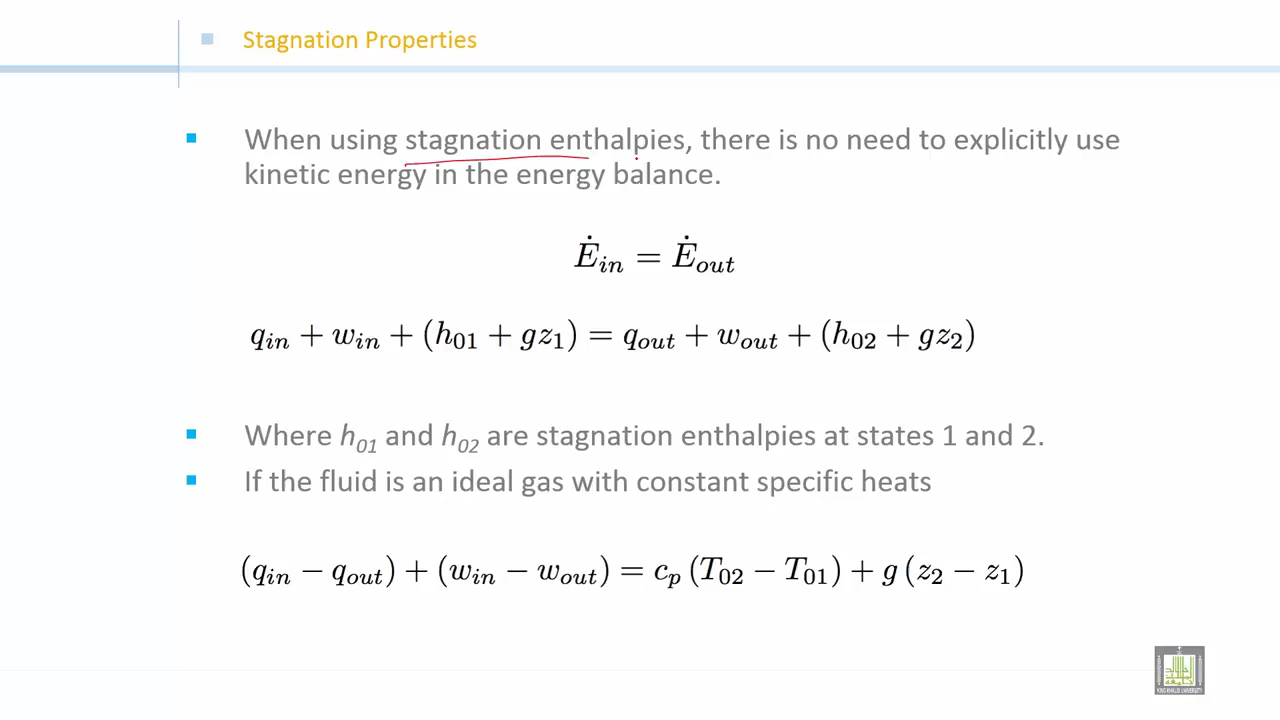 Stagnation Properties
When using stagnation enthalpies, there is no need to explicitly use
kinetic energy in the energy balance.
Ė_in = Ė_out
q_in + w_in + (h_01 + gz_1) = q_out + w_out + (h_02 + gz_2)
Where h_01 and h_02 are stagnation enthalpies at states 1 and 2.
If the fluid is an ideal gas with constant specific heats
(q_in − q_out) + (w_in − w_out) = c_p (T_02 − T_01) + g (z_2 − z_1)
KING KHALID UNIVERSITY